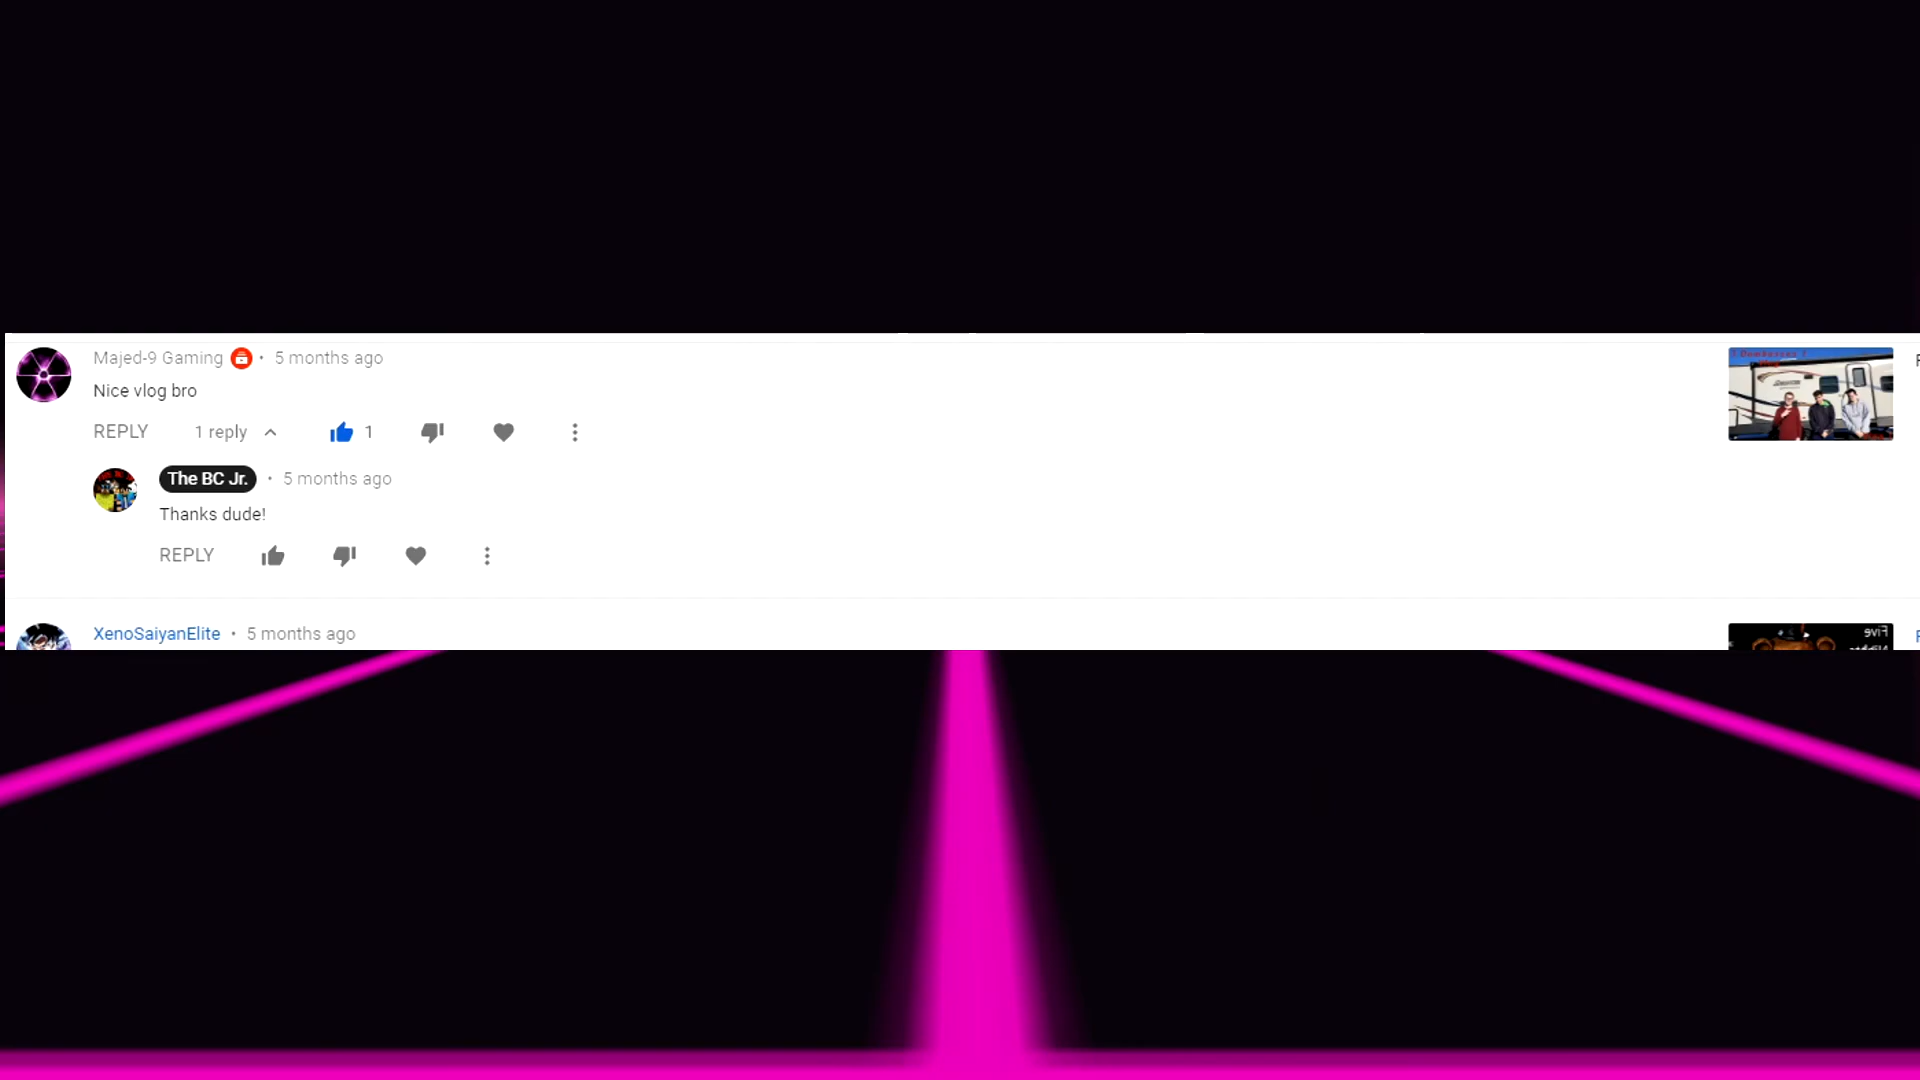 Majed-9 Gaming • 5 months ago
Nice vlog bro
REPLY 1 reply 1
The BC Jr. • 5 months ago
Thanks dude!
REPLY
XenoSaiyanElite • 5 months ago
Five